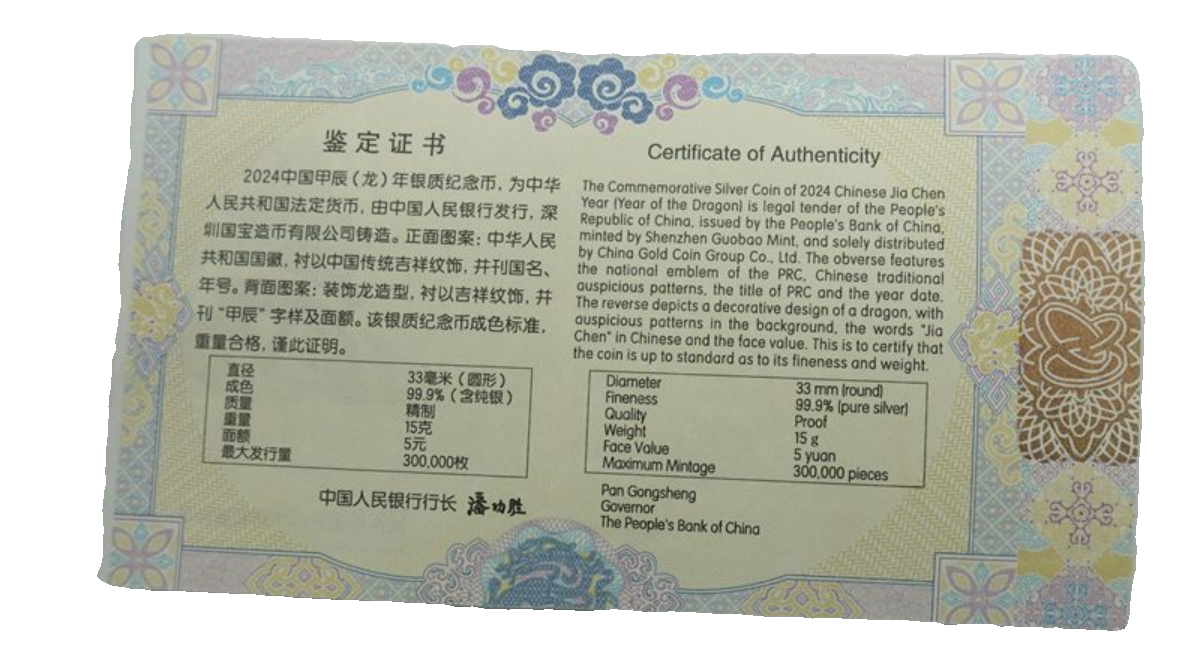 鉴定证书
2024中国甲辰（龙）年银质纪念币，为中华
人民共和国法定货币，由中国人民银行发行，深
圳国宝造币有限公司铸造。正面图案：中华人民
共和国国徽，衬以中国传统吉祥纹饰，并刊国名、
年号。背面图案：装饰龙造型，衬以吉祥纹饰，并
刊“甲辰”字样及面额。该银质纪念币成色标准，
重量合格，谨此证明。
直径 33毫米（圆形）
成色 99.9%（含纯银）
质量 精制
重量 15克
面额 5元
最大发行量 300,000枚
中国人民银行行长 潘功胜
Certificate of Authenticity
The Commemorative Silver Coin of 2024 Chinese Jia Chen
Year (Year of the Dragon) is legal tender of the People's
Republic of China, issued by the People's Bank of China,
minted by Shenzhen Guobao Mint, and solely distributed
by China Gold Coin Group Co., Ltd. The obverse features
the national emblem of the PRC, Chinese traditional
auspicious patterns, the title of PRC and the year date.
The reverse depicts a decorative design of a dragon, with
auspicious patterns in the background, the words "Jia
Chen" in Chinese and the face value. This is to certify that
the coin is up to standard as to its fineness and weight.
Diameter 33 mm (round)
Fineness 99.9% (pure silver)
Quality Proof
Weight 15 g
Face Value 5 yuan
Maximum Mintage 300,000 pieces
Pan Gongsheng
Governor
The People's Bank of China